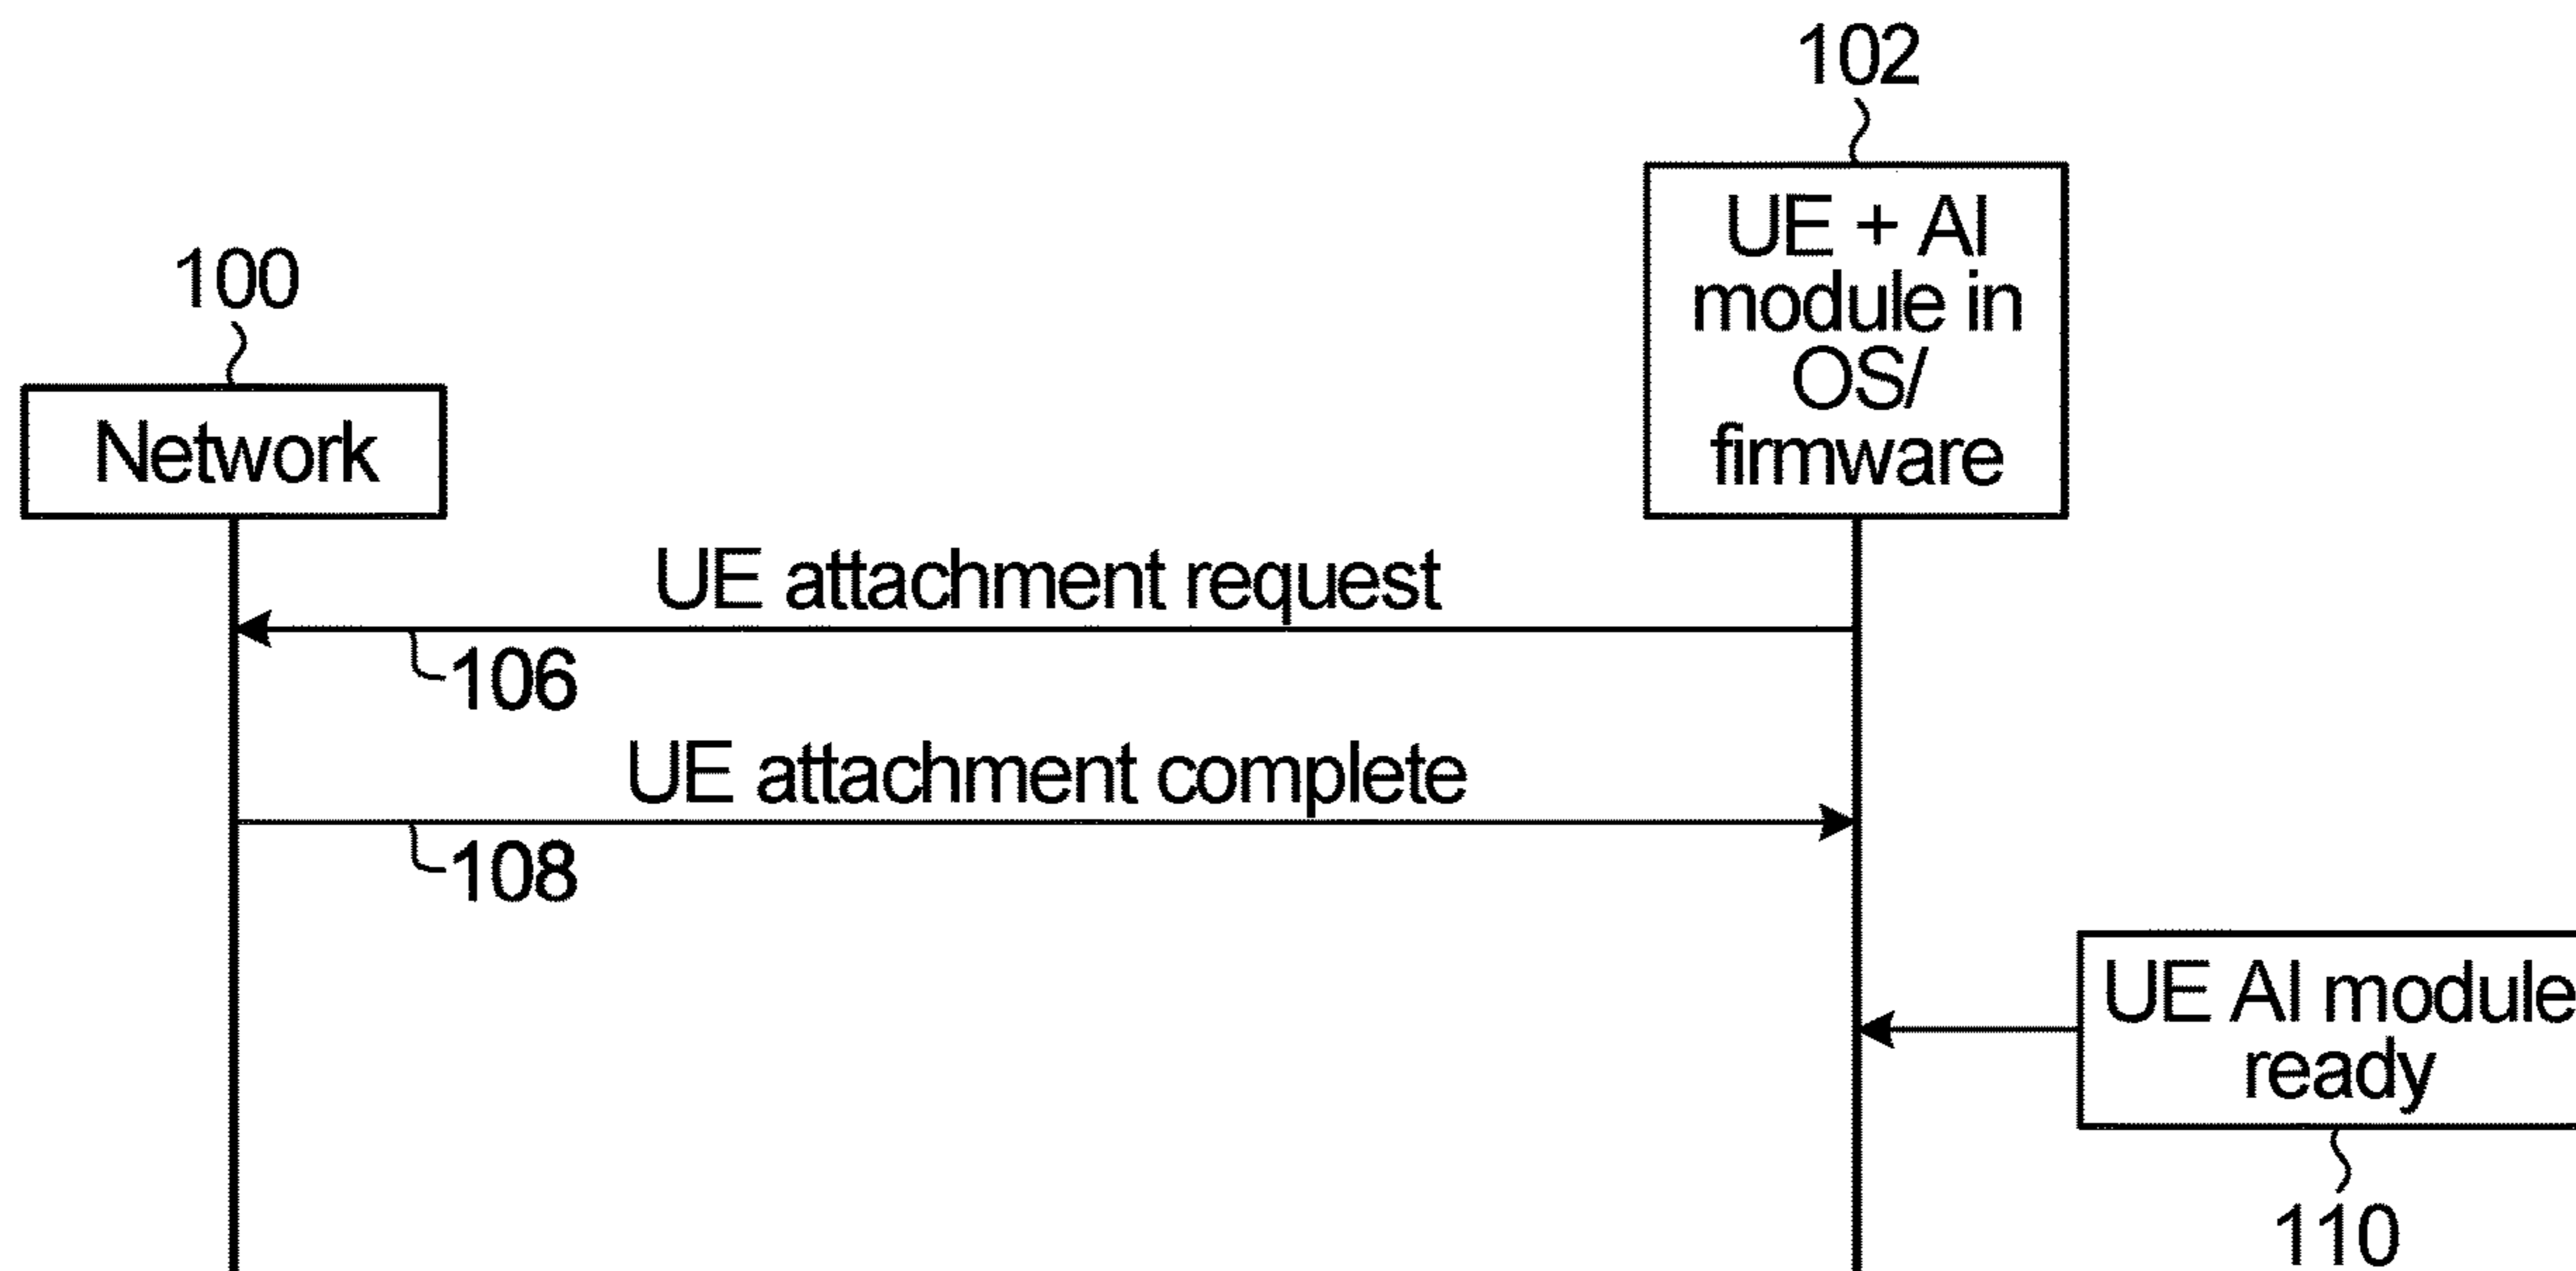 102
UE + AI
module in
OS/
firmware
100
Network
UE attachment request
106
UE attachment complete
108
UE AI module
ready
110